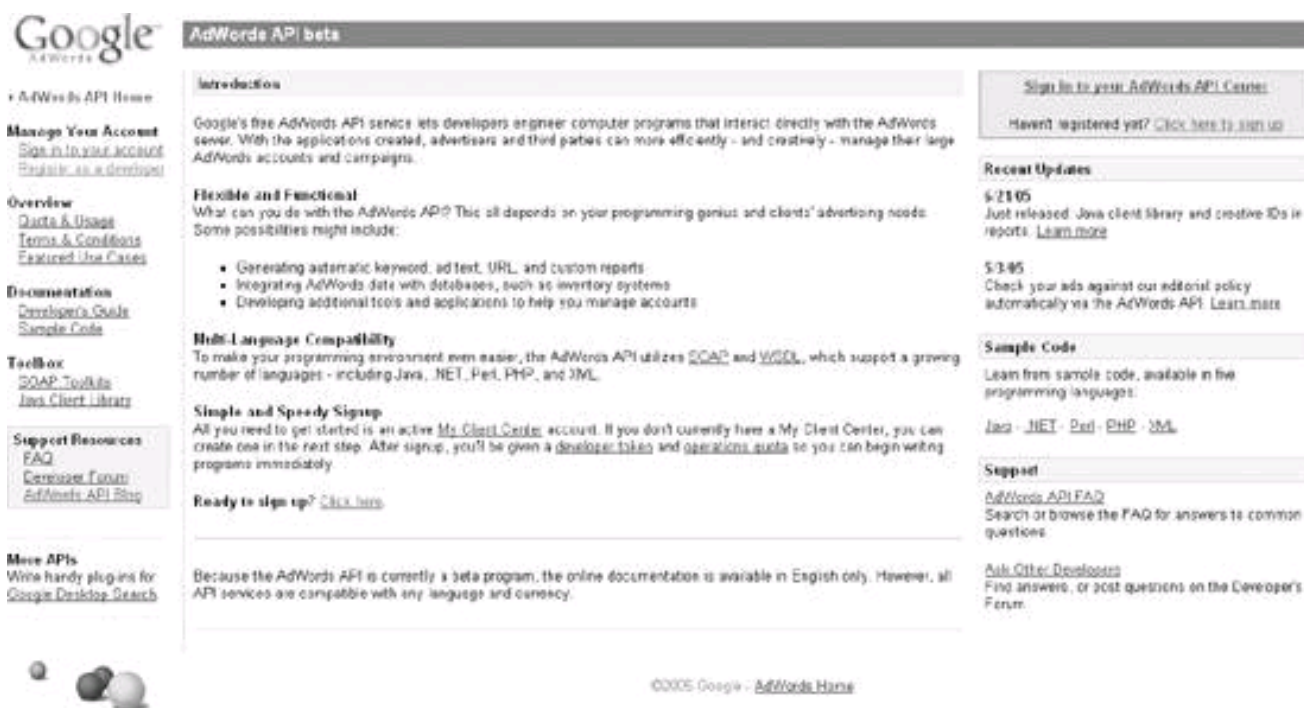 Google
AdWords
AdWords API beta
AdWords API Home
Manage Your Account
Sign in to your account
Register as a developer
Overview
Quota & Usage
Terms & Conditions
Featured Use Cases
Documentation
Developer's Guide
Sample Code
Toolbox
SOAP Toolkits
Java Client Library
Support Resources
FAQ
Developer Forum
AdWords API Blog
More APIs
Write handy plug-ins for
Google Desktop Search
Introduction
Google's free AdWords API service lets developers engineer computer programs that interact directly with the AdWords
server. With the applications created, advertisers and third parties can more efficiently - and creatively - manage their large
AdWords accounts and campaigns.
Flexible and Functional
What can you do with the AdWords API? This all depends on your programming genius and clients' advertising needs.
Some possibilities might include:
• Generating automatic keyword, ad text, URL, and custom reports
• Integrating AdWords data with databases, such as inventory systems
• Developing additional tools and applications to help you manage accounts
Multi-Language Compatibility
To make your programming environment even easier, the AdWords API utilizes SOAP and WSDL, which support a growing
number of languages - including Java, .NET, Perl, PHP, and XML.
Simple and Speedy Signup
All you need to get started is an active My Client Center account. If you don't currently have a My Client Center, you can
create one in the next step. After signup, you'll be given a developer token and operations quota so you can begin writing
programs immediately.
Ready to sign up? Click here.
Because the AdWords API is currently a beta program, the online documentation is available in English only. However, all
API services are compatible with any language and currency.
Sign In to your AdWords API Center
Haven't registered yet? Click here to sign up
Recent Updates
6/21/05
Just released: Java client library and creative IDs in
reports. Learn more
5/3/05
Check your ads against our editorial policy
automatically via the AdWords API. Learn more
Sample Code
Learn from sample code, available in five
programming languages:
Java - .NET - Perl - PHP - XML
Support
AdWords API FAQ
Search or browse the FAQ for answers to common
questions.
Ask Other Developers
Find answers, or post questions on the Developer's
Forum.
©2005 Google - AdWords Home